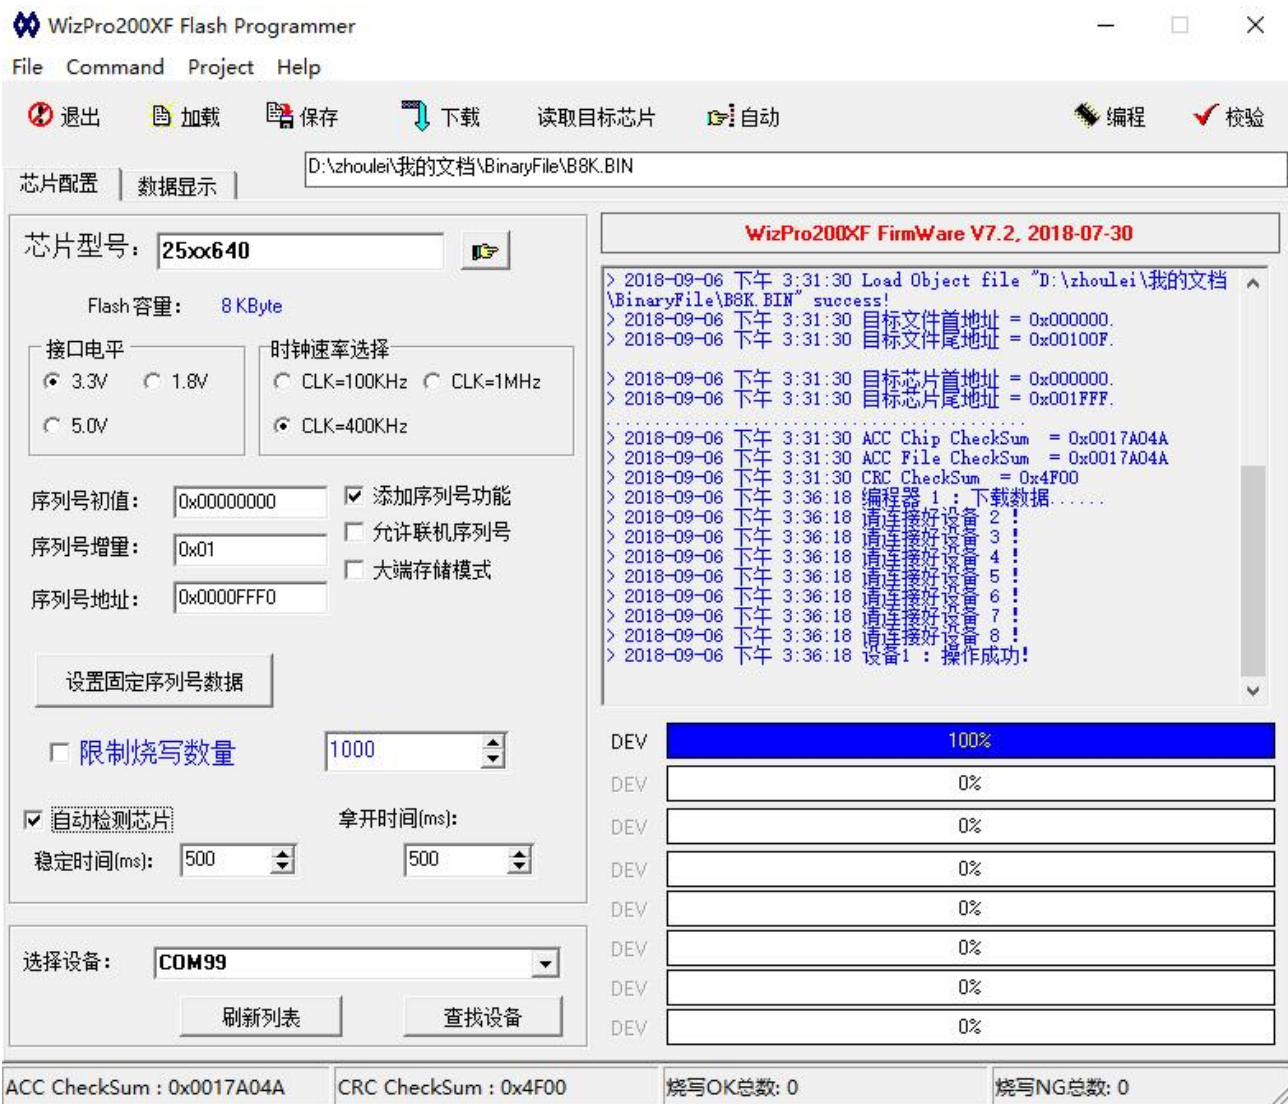 WizPro200XF Flash Programmer
File Command Project Help
退出 加载 保存 下载 读取目标芯片 自动 编程 校验
芯片配置 数据显示 D:\zhoulei\我的文档\BinaryFile\B8K.BIN
芯片型号: 25xx640
Flash 容量: 8 KByte
接口电平
3.3V 1.8V
5.0V
时钟速率选择
CLK=100KHz CLK=1MHz
CLK=400KHz
序列号初值: 0x00000000 添加序列号功能
允许联机序列号
序列号增量: 0x01
大端存储模式
序列号地址: 0x0000FFF0
设置固定序列号数据
限制烧写数量 1000
自动检测芯片 拿开时间(ms):
稳定时间(ms): 500 500
选择设备: COM99
刷新列表 查找设备
WizPro200XF FirmWare V7.2, 2018-07-30
> 2018-09-06 下午 3:31:30 Load Object file "D:\zhoulei\我的文档
\BinaryFile\B8K.BIN" success!
> 2018-09-06 下午 3:31:30 目标文件首地址 = 0x000000.
> 2018-09-06 下午 3:31:30 目标文件尾地址 = 0x00100F.
> 2018-09-06 下午 3:31:30 目标芯片首地址 = 0x000000.
> 2018-09-06 下午 3:31:30 目标芯片尾地址 = 0x001FFF.
..........................................
> 2018-09-06 下午 3:31:30 ACC Chip CheckSum = 0x0017A04A
> 2018-09-06 下午 3:31:30 ACC File CheckSum = 0x0017A04A
> 2018-09-06 下午 3:31:30 CRC CheckSum = 0x4F00
> 2018-09-06 下午 3:36:18 编程器 1 : 下载数据......
> 2018-09-06 下午 3:36:18 请连接好设备 2 !
> 2018-09-06 下午 3:36:18 请连接好设备 3 !
> 2018-09-06 下午 3:36:18 请连接好设备 4 !
> 2018-09-06 下午 3:36:18 请连接好设备 5 !
> 2018-09-06 下午 3:36:18 请连接好设备 6 !
> 2018-09-06 下午 3:36:18 请连接好设备 7 !
> 2018-09-06 下午 3:36:18 请连接好设备 8 !
> 2018-09-06 下午 3:36:18 设备1 : 操作成功!
DEV 100%
DEV 0%
DEV 0%
DEV 0%
DEV 0%
DEV 0%
DEV 0%
DEV 0%
ACC CheckSum : 0x0017A04A CRC CheckSum : 0x4F00 烧写OK总数: 0 烧写NG总数: 0